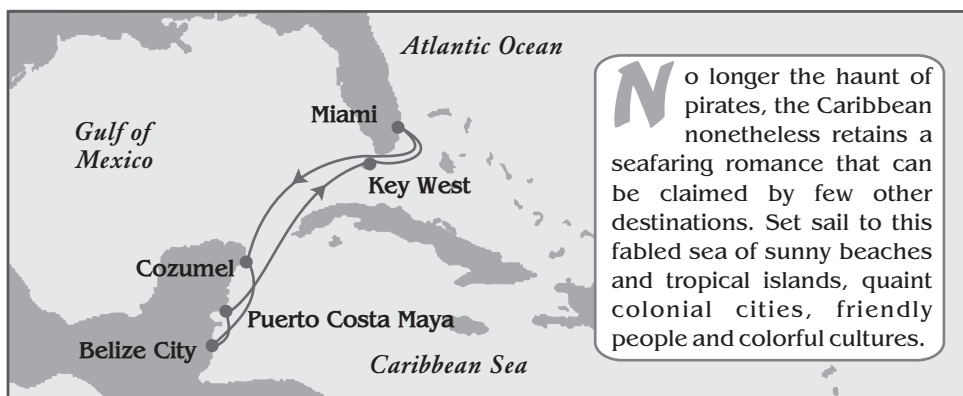 Atlantic Ocean
Miami
Gulf of
Mexico
Key West
Cozumel
Puerto Costa Maya
Belize City
Caribbean Sea
No longer the haunt of
pirates, the Caribbean
nonetheless retains a
seafaring romance that can
be claimed by few other
destinations. Set sail to this
fabled sea of sunny beaches
and tropical islands, quaint
colonial cities, friendly
people and colorful cultures.